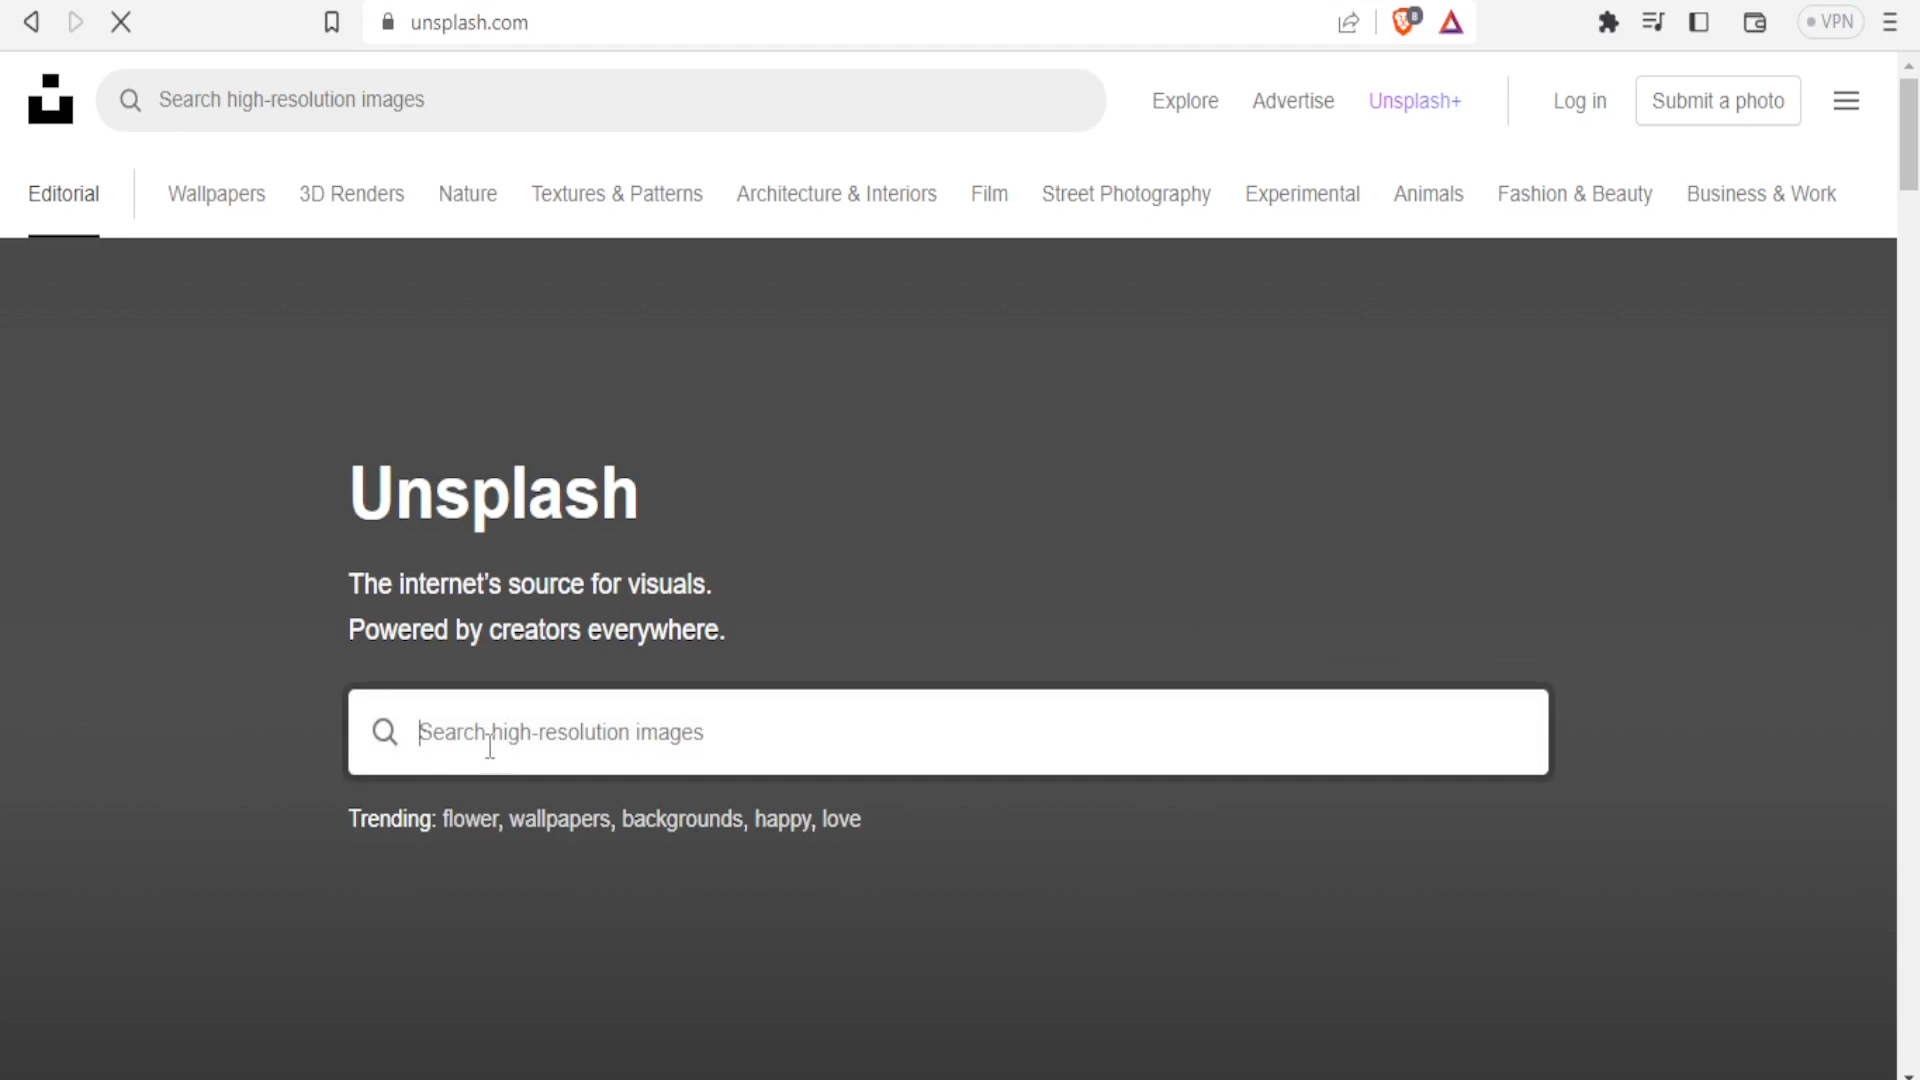 unsplash.com
8
VPN
Search high-resolution images
Explore
Advertise
Unsplash+
Log in
Submit a photo
Editorial
Wallpapers
3D Renders
Nature
Textures & Patterns
Architecture & Interiors
Film
Street Photography
Experimental
Animals
Fashion & Beauty
Business & Work
Unsplash
The internet's source for visuals.
Powered by creators everywhere.
Search high-resolution images
Trending: flower, wallpapers, backgrounds, happy, love